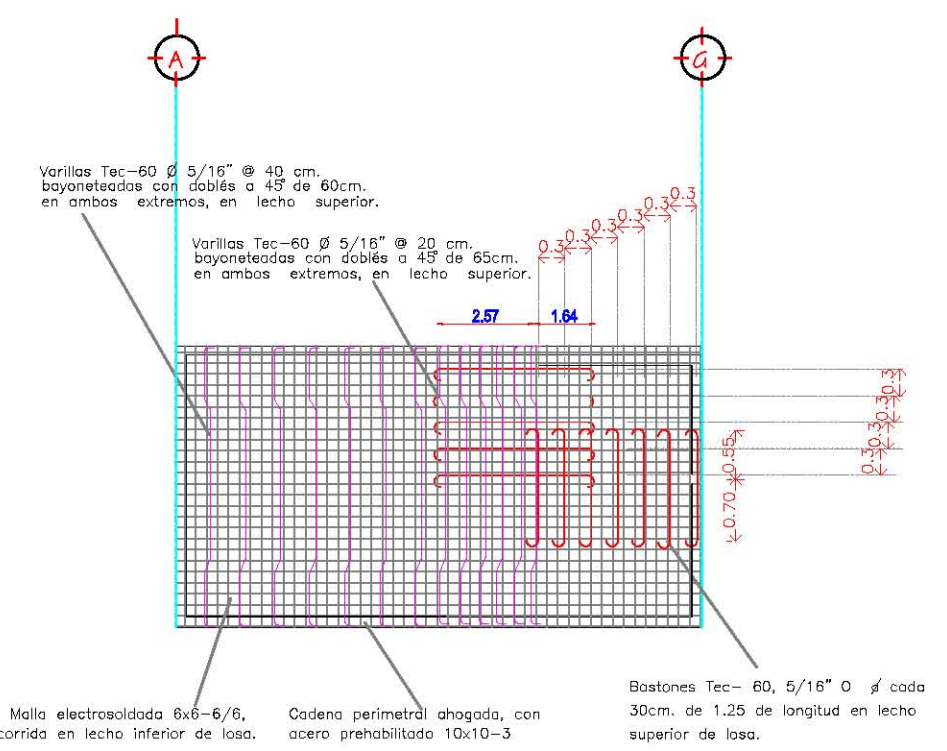 A
G
Varillas Tec-60 Ø 5/16" @ 40 cm.
bayoneteadas con doblés a 45° de 60cm.
en ambos extremos, en lecho superior.
Varillas Tec-60 Ø 5/16" @ 20 cm.
bayoneteadas con doblés a 45° de 65cm.
en ambos extremos, en lecho superior.
0.3
0.3
0.3
0.3
0.3
0.3
2.57
1.64
0.3
0.3
0.3
0.3
0.55
0.70
Malla electrosoldada 6x6-6/6,
corrida en lecho inferior de losa.
Cadena perimetral ahogada, con
acero prehabilitado 10x10-3
Bastones Tec- 60, 5/16" O ø cada
30cm. de 1.25 de longitud en lecho
superior de losa.